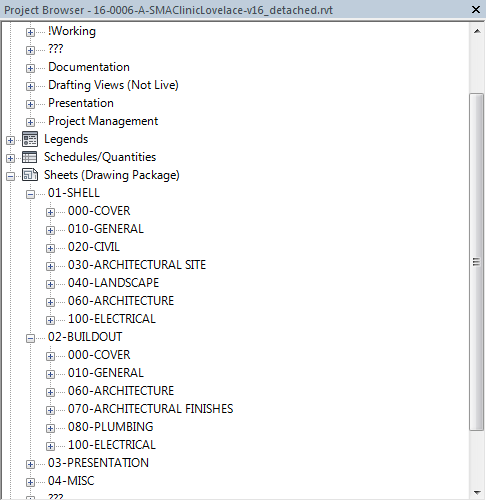 Project Browser - 16-0006-A-SMAClinicLovelace-v16_detached.rvt
!Working
???
Documentation
Drafting Views (Not Live)
Presentation
Project Management
Legends
Schedules/Quantities
Sheets (Drawing Package)
01-SHELL
000-COVER
010-GENERAL
020-CIVIL
030-ARCHITECTURAL SITE
040-LANDSCAPE
060-ARCHITECTURE
100-ELECTRICAL
02-BUILDOUT
000-COVER
010-GENERAL
060-ARCHITECTURE
070-ARCHITECTURAL FINISHES
080-PLUMBING
100-ELECTRICAL
03-PRESENTATION
04-MISC
???